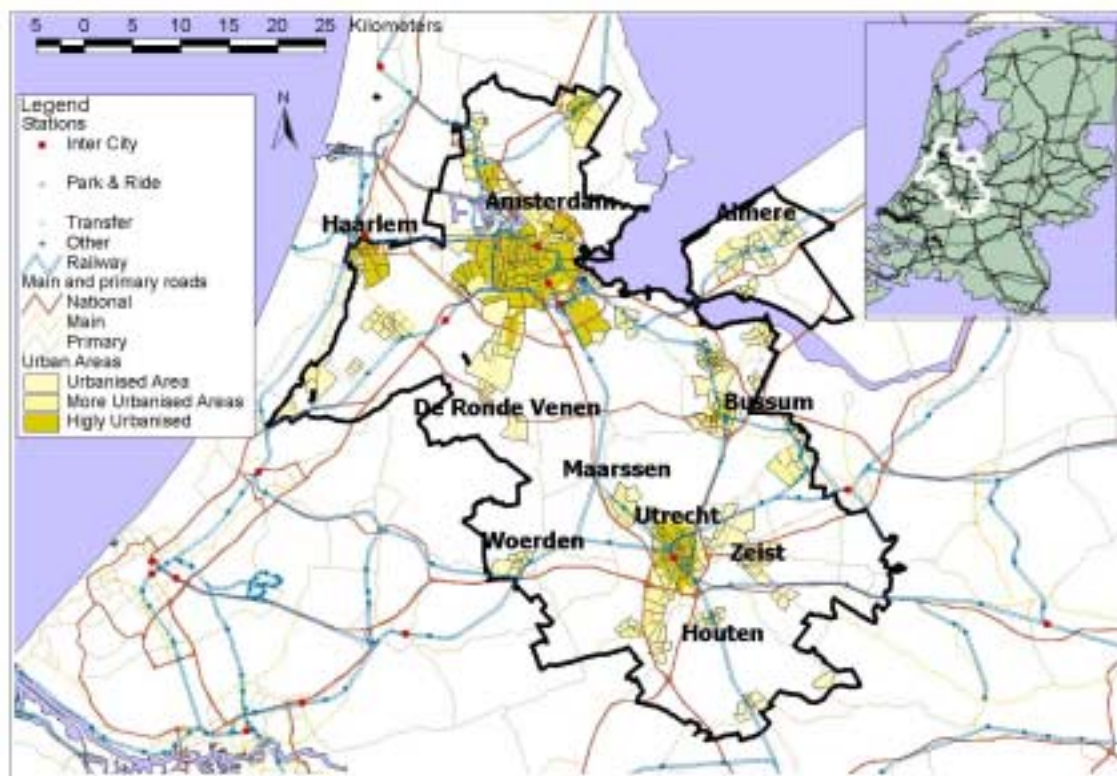 5 0 5 10 15 20 25 Kilometers
N
Legend
Stations
Inter City
Park & Ride
Transfer
Other
Railway
Main and primary roads
National
Main
Primary
Urban Areas
Urbanised Area
More Urbanised Areas
Higly Urbanised
Amsterdam
Almere
Haarlem
De Ronde Venen
Bussum
Maarssen
Utrecht
Woerden
Zeist
Houten